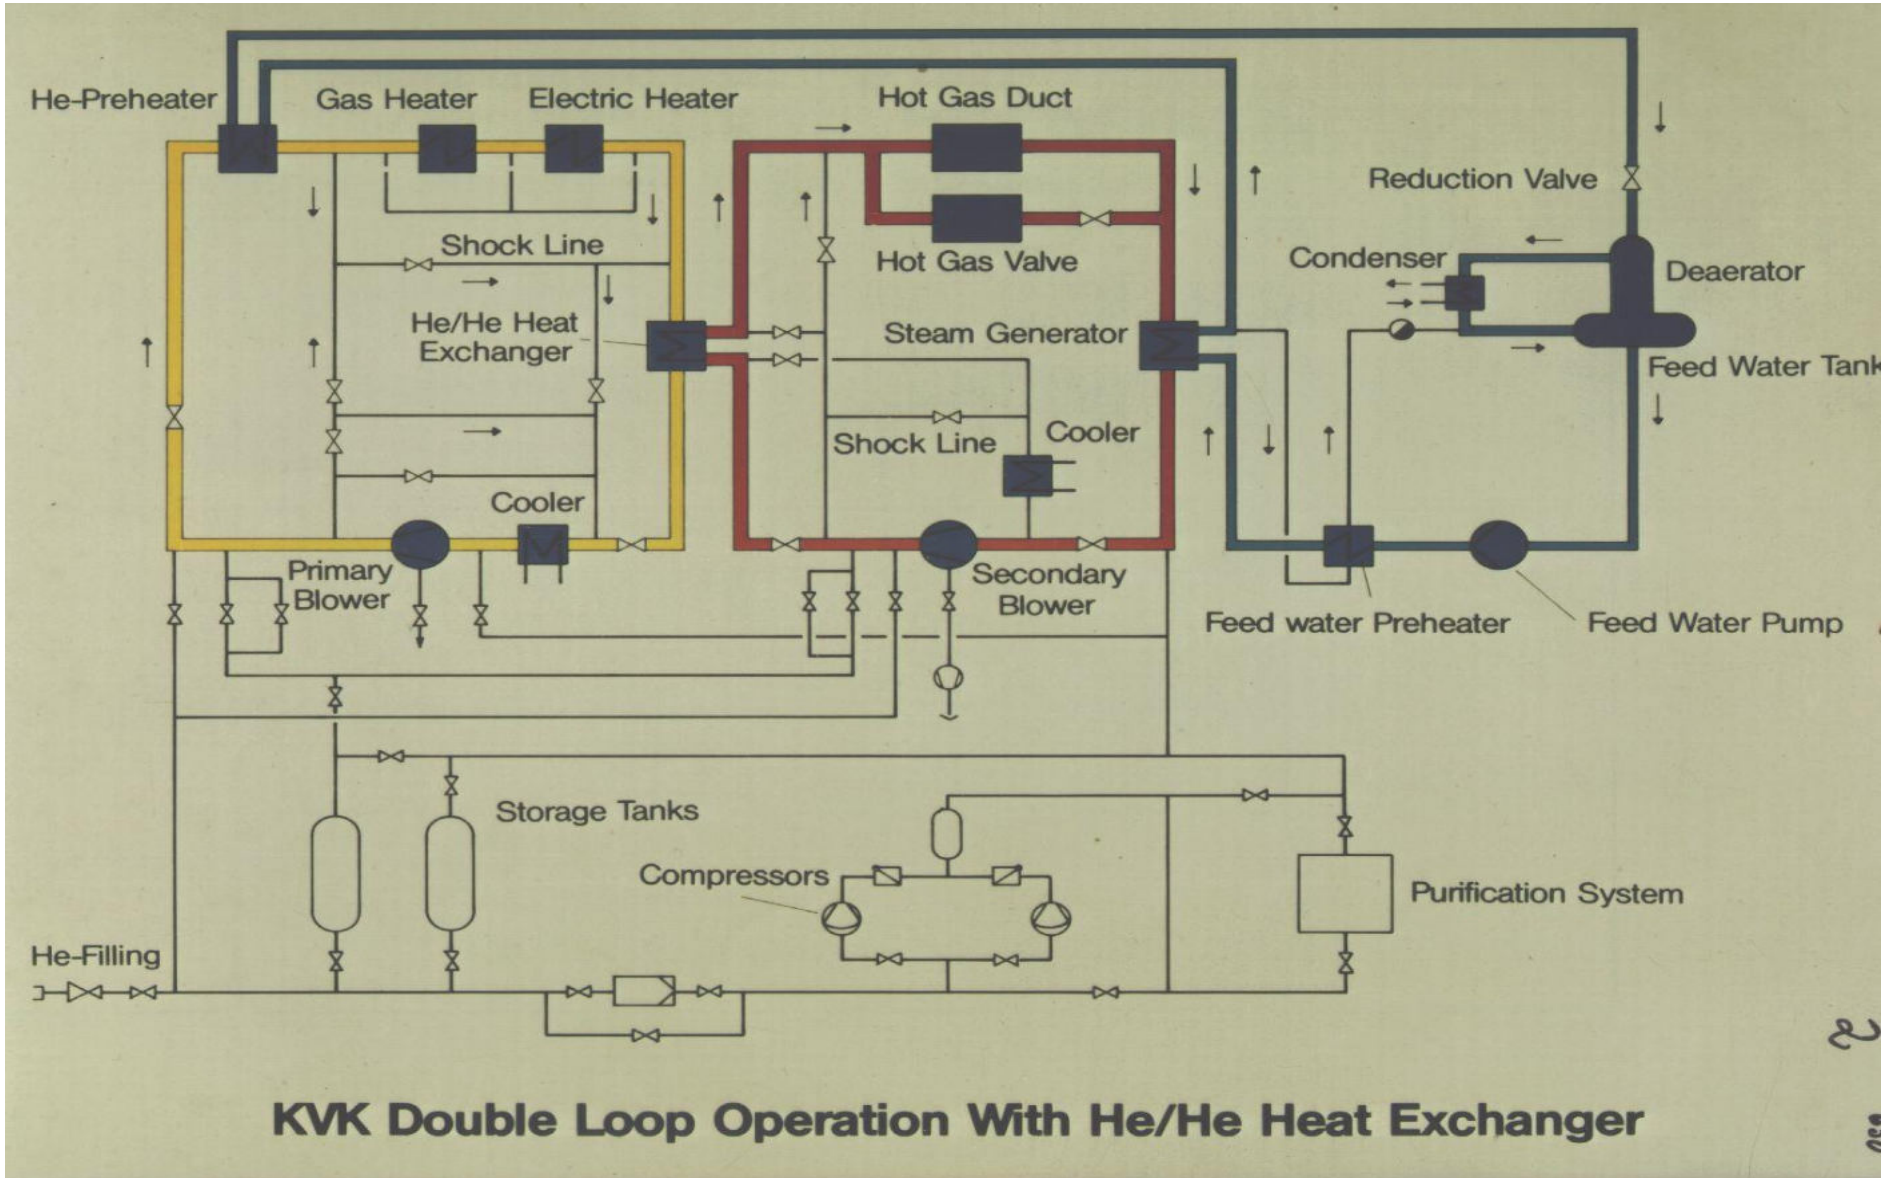 He-Preheater
Gas Heater
Electric Heater
Hot Gas Duct
Reduction Valve
Shock Line
Hot Gas Valve
Condenser
Deaerator
He/He Heat
Exchanger
Steam Generator
Feed Water Tank
Shock Line
Cooler
Cooler
Primary
Blower
Secondary
Blower
Feed water Preheater
Feed Water Pump
Storage Tanks
Compressors
Purification System
He-Filling
KVK Double Loop Operation With He/He Heat Exchanger